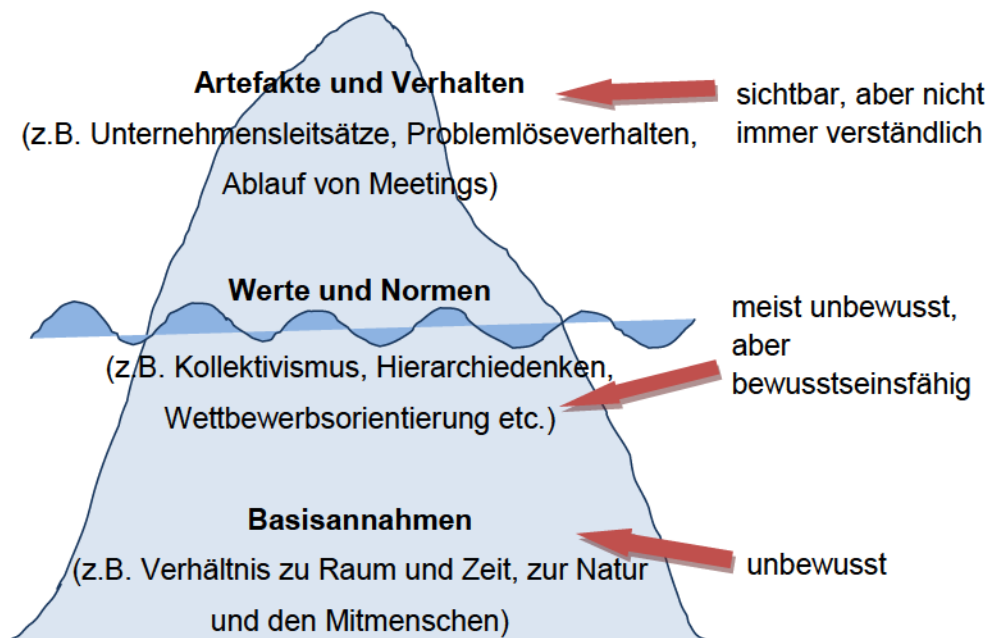 Artefakte und Verhalten
(z.B. Unternehmensleitsätze, Problemlöseverhalten,
Ablauf von Meetings)
sichtbar, aber nicht
immer verständlich
Werte und Normen
(z.B. Kollektivismus, Hierarchiedenken,
Wettbewerbsorientierung etc.)
meist unbewusst,
aber
bewusstseinsfähig
Basisannahmen
(z.B. Verhältnis zu Raum und Zeit, zur Natur
und den Mitmenschen)
unbewusst